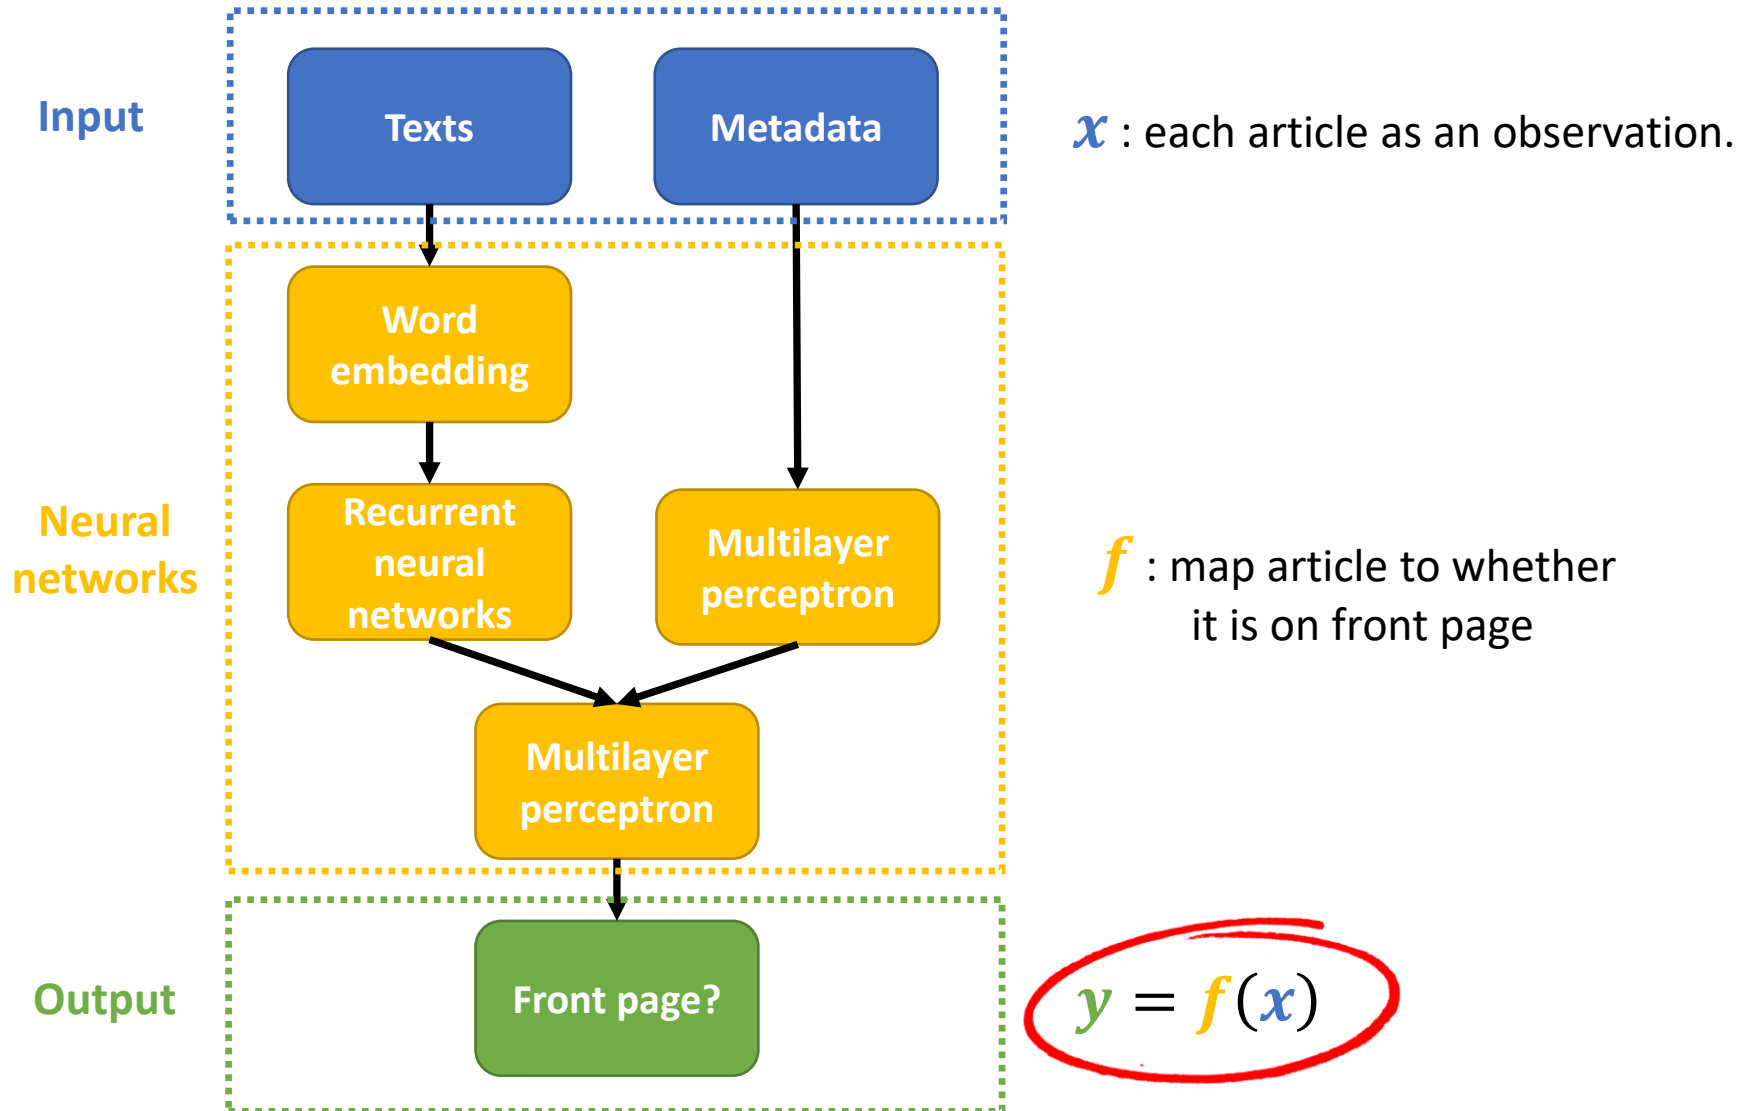 Input
Texts
Metadata
x : each article as an observation.
Word
embedding
Neural
networks
Recurrent
neural
networks
Multilayer
perceptron
f : map article to whether
it is on front page
Multilayer
perceptron
Output
Front page?
y = f(x)